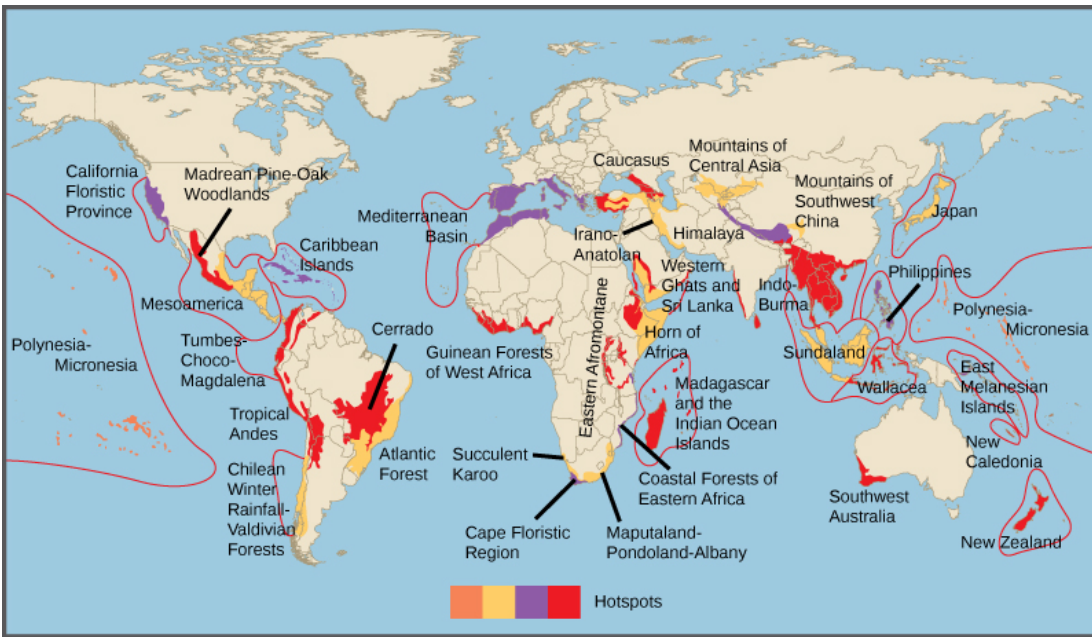 California
Floristic
Province
Madrean Pine-Oak
Woodlands
Caribbean
Islands
Mesoamerica
Polynesia-
Micronesia
Tumbes-
Choco-
Magdalena
Cerrado
Tropical
Andes
Atlantic
Forest
Chilean
Winter
Rainfall-
Valdivian
Forests
Mediterranean
Basin
Caucasus
Irano-
Anatolian
Mountains of
Central Asia
Mountains of
Southwest
China
Himalaya
Japan
Western
Ghats and
Sri Lanka
Indo-
Burma
Philippines
Polynesia-
Micronesia
Horn of
Africa
Guinean Forests
of West Africa
Eastern Afromontane
Sundaland
Wallacea
East
Melanesian
Islands
Madagascar
and the
Indian Ocean
Islands
New
Caledonia
Succulent
Karoo
Coastal Forests of
Eastern Africa
Cape Floristic
Region
Maputaland-
Pondoland-Albany
Southwest
Australia
New Zealand
Hotspots